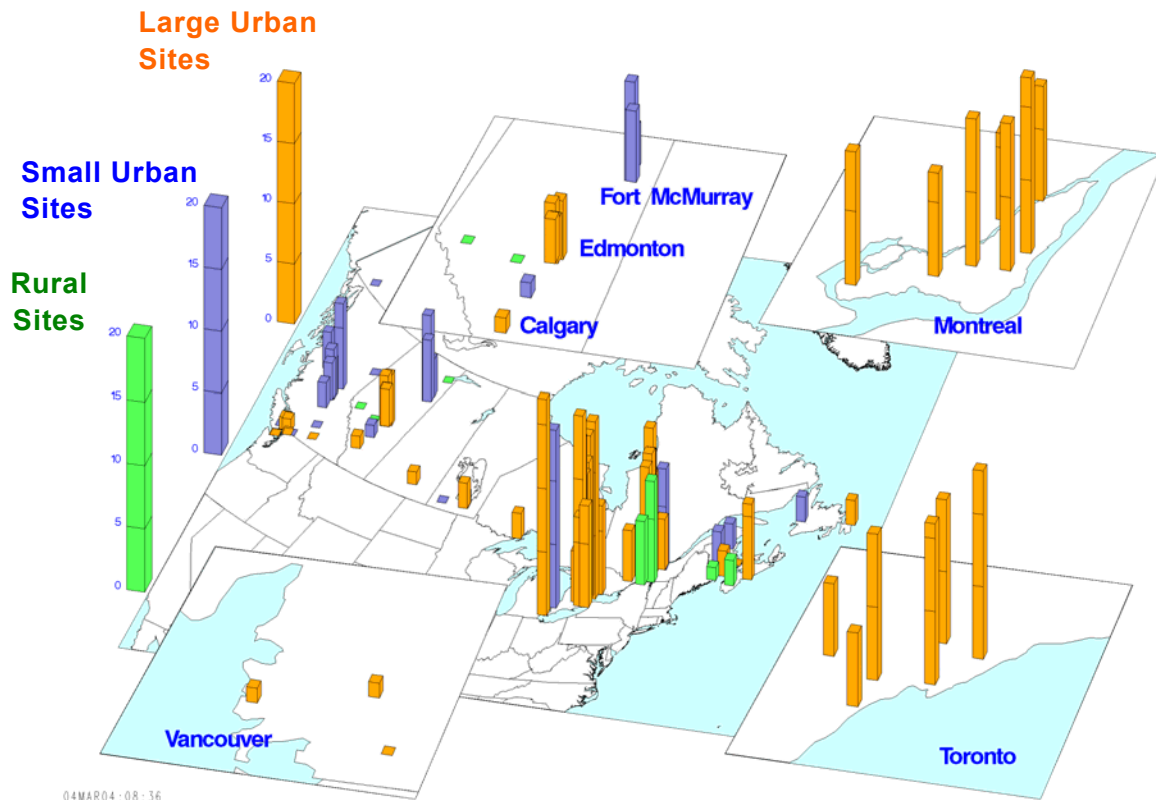 Large Urban
Sites
20
15
10
5
0
Small Urban
Sites
20
15
10
5
0
Rural
Sites
20
15
10
5
0
Fort McMurray
Edmonton
Calgary
Montreal
Vancouver
Toronto
04MAR04:08:36